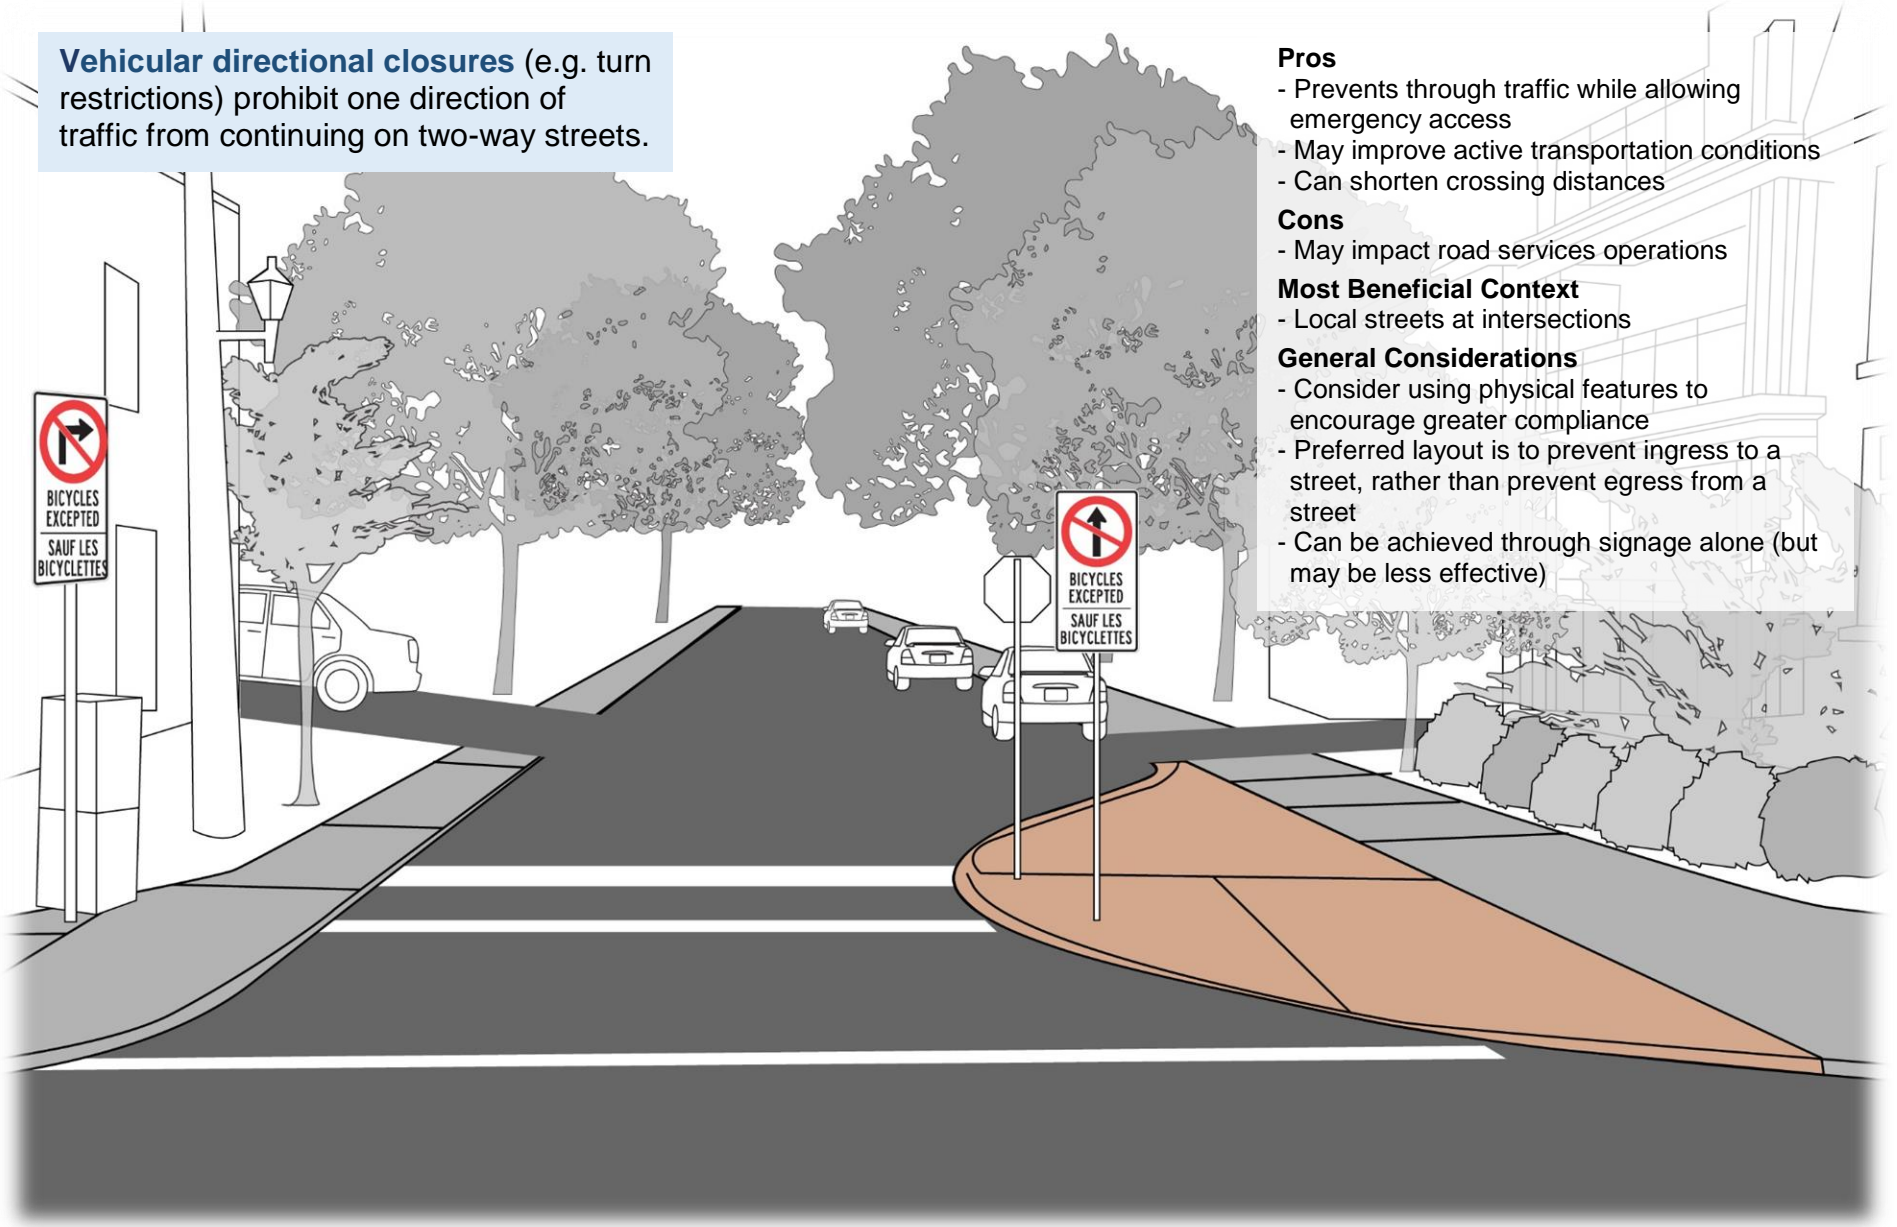 Vehicular directional closures (e.g. turn
restrictions) prohibit one direction of
traffic from continuing on two-way streets.
Pros
- Prevents through traffic while allowing
emergency access
- May improve active transportation conditions
- Can shorten crossing distances
Cons
- May impact road services operations
Most Beneficial Context
- Local streets at intersections
General Considerations
- Consider using physical features to
encourage greater compliance
- Preferred layout is to prevent ingress to a
street, rather than prevent egress from a
street
- Can be achieved through signage alone (but
may be less effective)
BICYCLES
EXCEPTED
SAUF LES
BICYCLETTES
BICYCLES
EXCEPTED
SAUF LES
BICYCLETTES